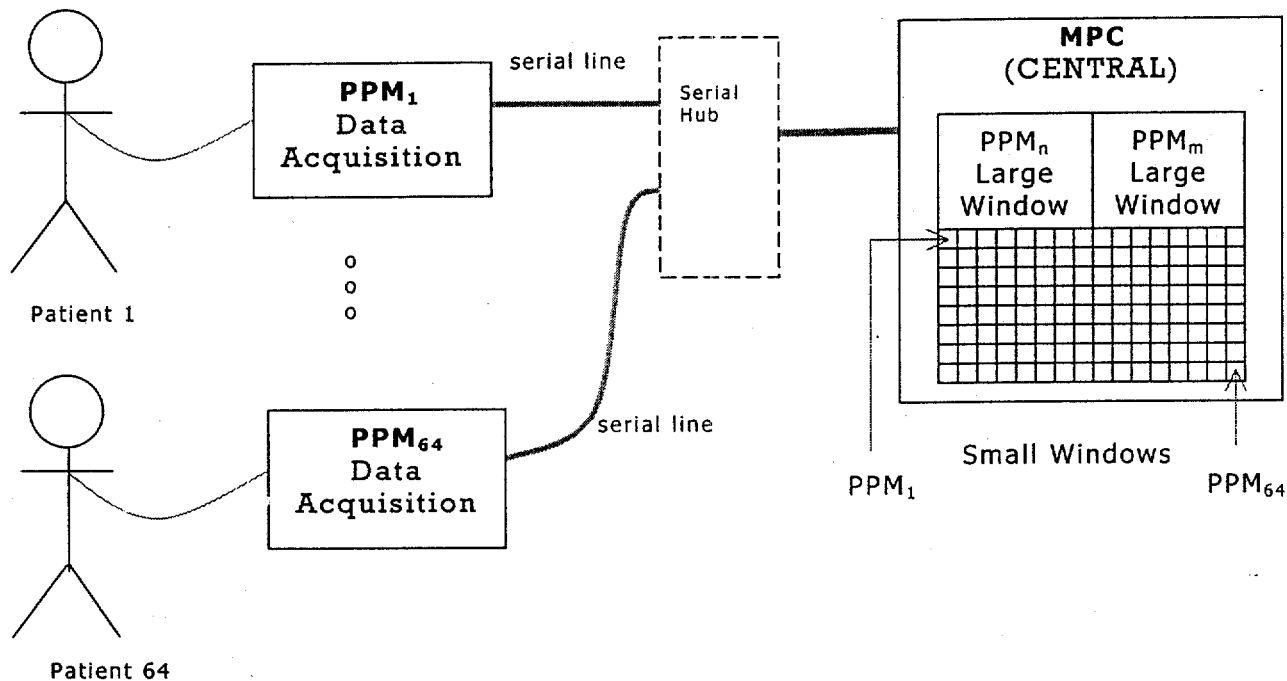 PPM₁
Data
Acquisition
serial line
Serial
Hub
MPC
(CENTRAL)
PPMₙ
Large
Window
PPMₘ
Large
Window
o
o
o
Patient 1
PPM₆₄
Data
Acquisition
serial line
Small Windows
PPM₁
PPM₆₄
Patient 64